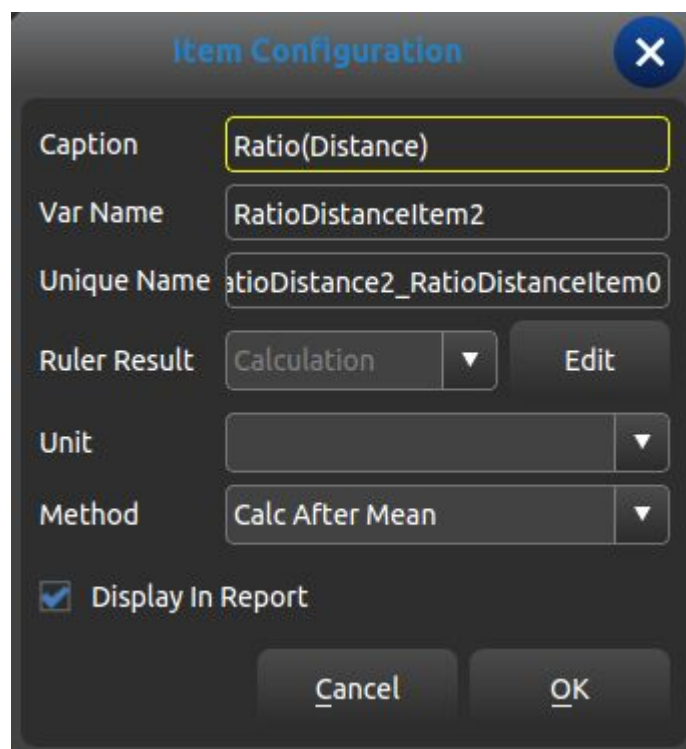 Item Configuration
Caption Ratio(Distance)
Var Name RatioDistanceItem2
Unique Name atioDistance2_RatioDistanceItem0
Ruler Result Calculation Edit
Unit
Method Calc After Mean
Display In Report
Cancel OK